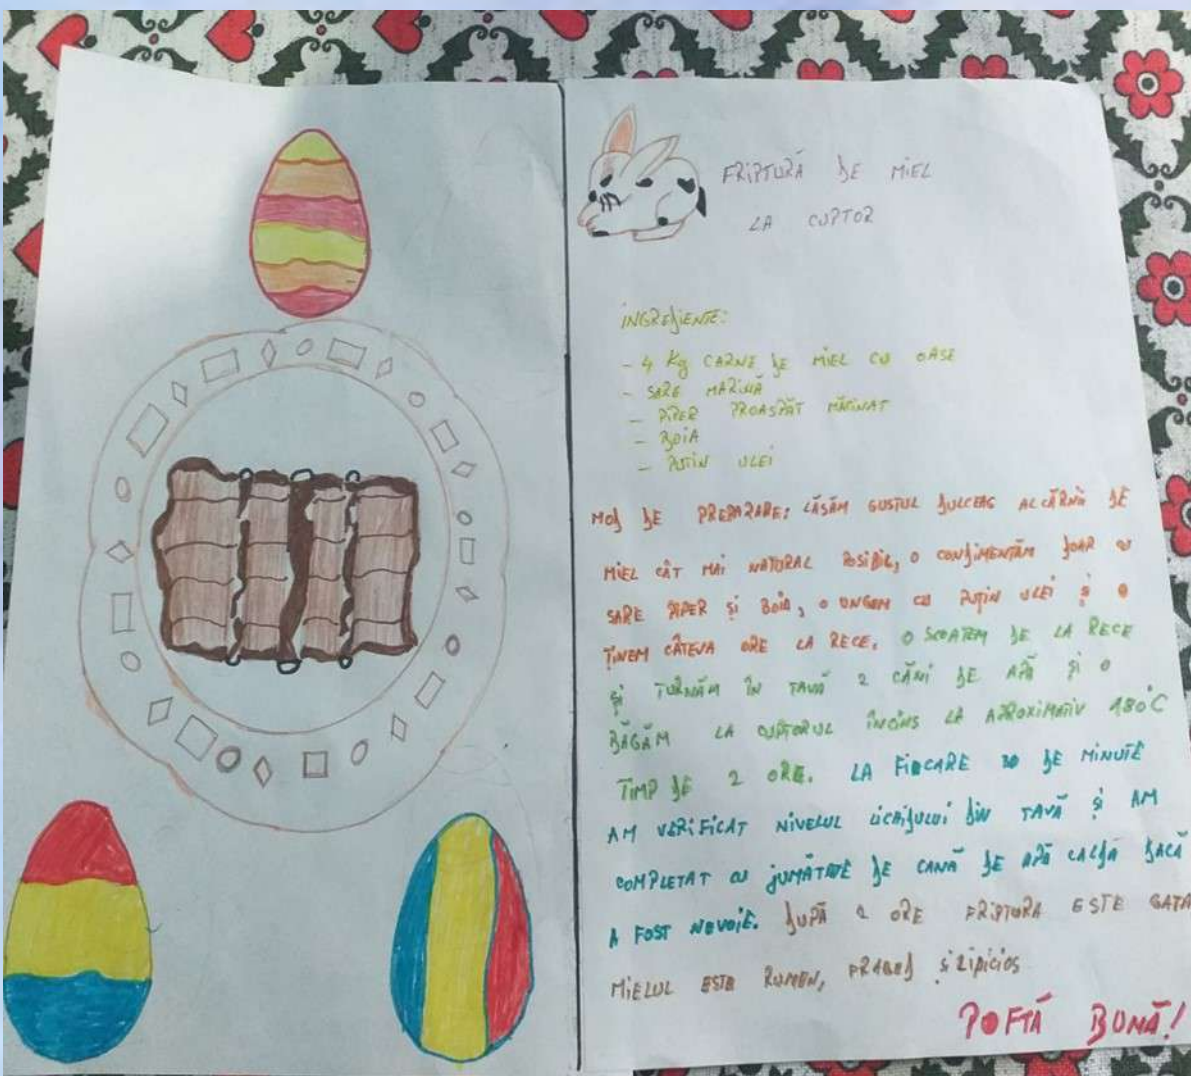 FRIPTURĂ DE MIEL
LA CUPTOR
INGREDIENTE:
- 4 Kg CARNE DE MIEL CU OASE
- SARE MARINĂ
- PIPER PROASPĂT MĂCINAT
- BOIA
- PUȚIN ULEI
MOD DE PREPARARE: LĂSĂM GUSTUL DULCEAG AL CĂRNII DE
MIEL CÂT MAI NATURAL POSIBIL, O CONDIMENTĂM DOAR CU
SARE PIPER ȘI BOIA, O UNGEM CU PUȚIN ULEI ȘI O
ȚINEM CÂTEVA ORE LA RECE. O SCOATEM DE LA RECE
ȘI TURNĂM ÎN TAVĂ 2 CĂNI DE APĂ ȘI O
BĂGĂM LA CUPTORUL ÎNCINS LA APROXIMATIV 180°C
TIMP DE 2 ORE. LA FIECARE 30 DE MINUTE
AM VERIFICAT NIVELUL LICHIDULUI DIN TAVĂ ȘI AM
COMPLETAT CU JUMĂTATE DE CANĂ DE APĂ CALDĂ DACĂ
A FOST NEVOIE. DUPĂ 2 ORE FRIPTURA ESTE GATA
MIELUL ESTE RUMEN, FRAGED ȘI LIPICIOS
POFTĂ BUNĂ!